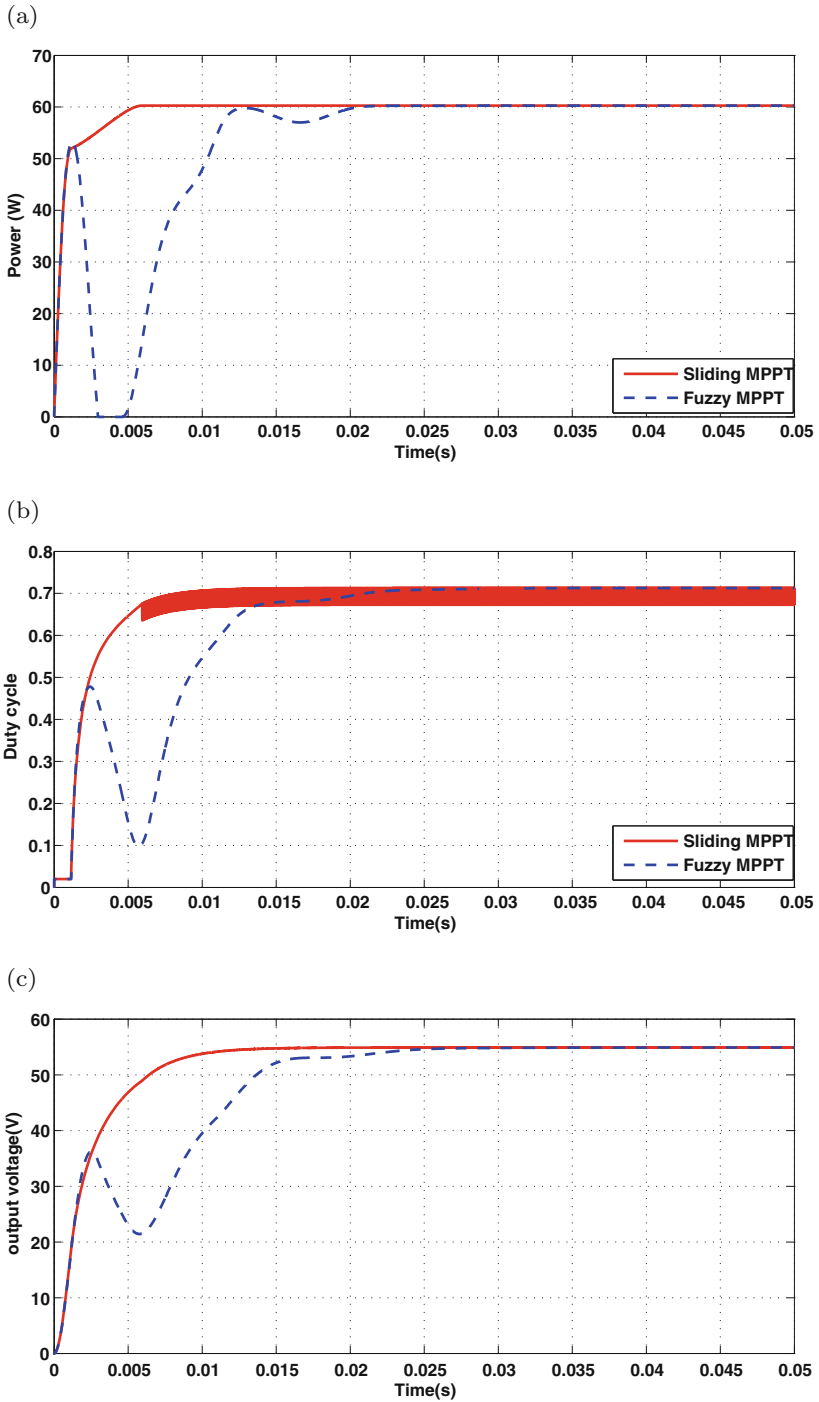 (a)
70
60
50
40
30
20
10
0
Power (W)
Sliding MPPT
Fuzzy MPPT
0 0.005 0.01 0.015 0.02 0.025 0.03 0.035 0.04 0.045 0.05
Time(s)
(b)
0.8
0.7
0.6
0.5
0.4
0.3
0.2
0.1
0
Duty cycle
Sliding MPPT
Fuzzy MPPT
0 0.005 0.01 0.015 0.02 0.025 0.03 0.035 0.04 0.045 0.05
Time(s)
(c)
60
50
40
30
20
10
0
output voltage(V)
0 0.005 0.01 0.015 0.02 0.025 0.03 0.035 0.04 0.045 0.05
Time(s)